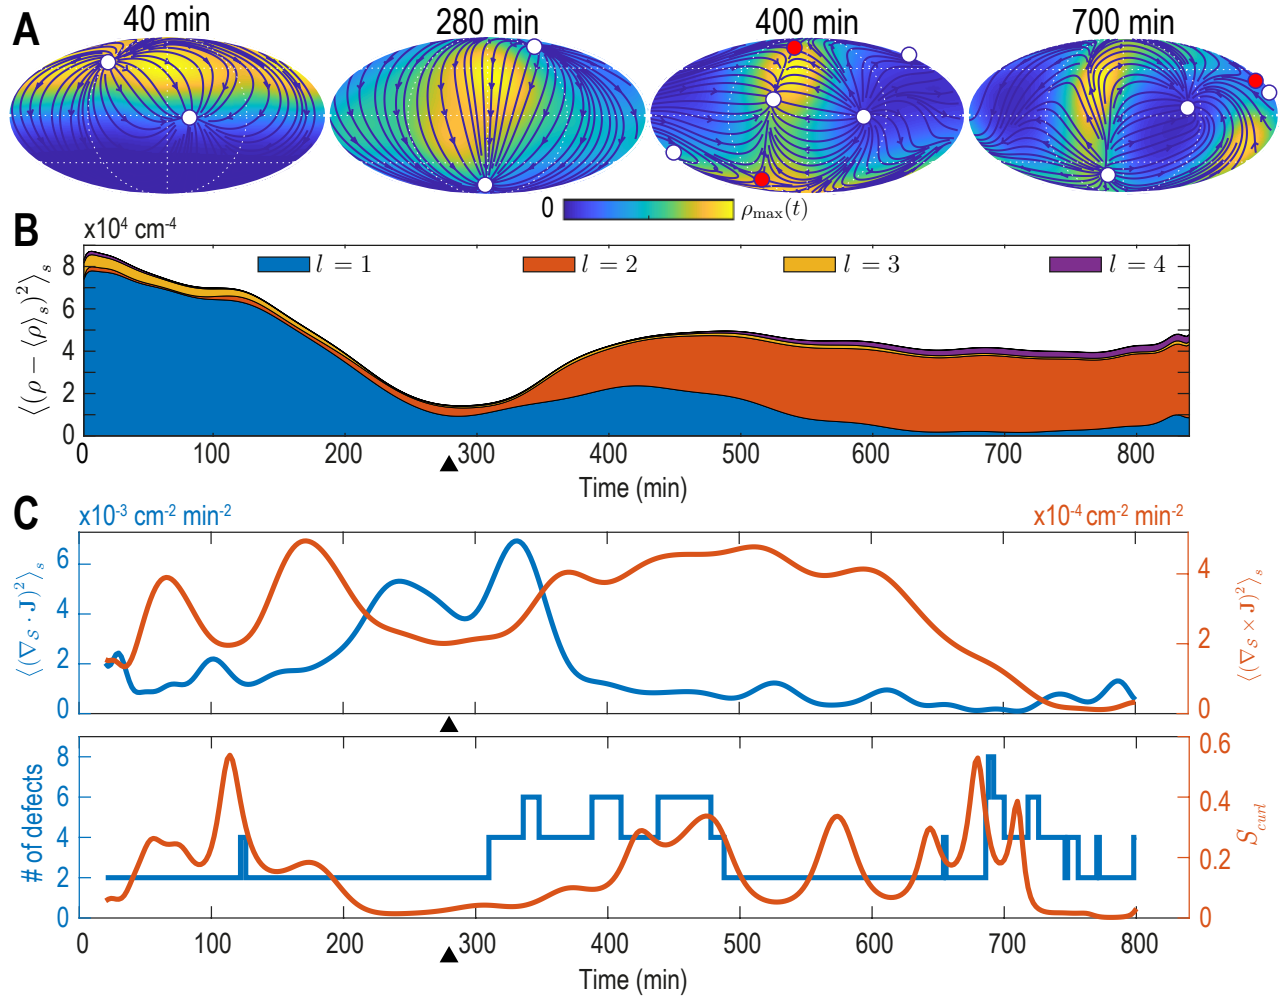 A
40 min
280 min
400 min
700 min
0
ρmax(t)
B
x10⁴ cm⁻⁴
⟨(ρ − ⟨ρ⟩ₛ)²⟩ₛ
8
6
4
2
0
l = 1
l = 2
l = 3
l = 4
0 100 200 300 400 500 600 700 800
Time (min)
C
x10⁻³ cm⁻² min⁻²
x10⁻⁴ cm⁻² min⁻²
⟨(∇𝒮 · J)²⟩ₛ
6
4
2
0
4
2
0
⟨(∇𝒮 × J)²⟩ₛ
# of defects
8
6
4
2
0
0.6
0.4
0.2
0
S_curl
0 100 200 300 400 500 600 700 800
Time (min)